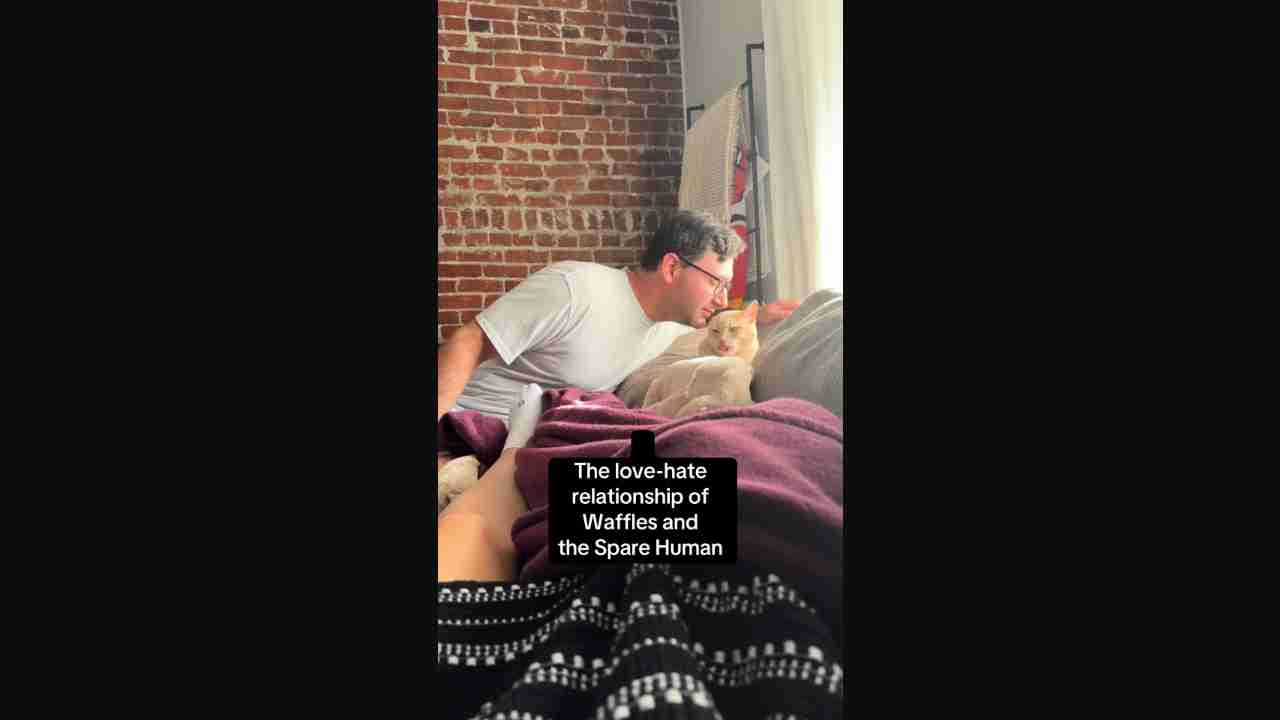 The love-hate
relationship of
Waffles and
the Spare Human